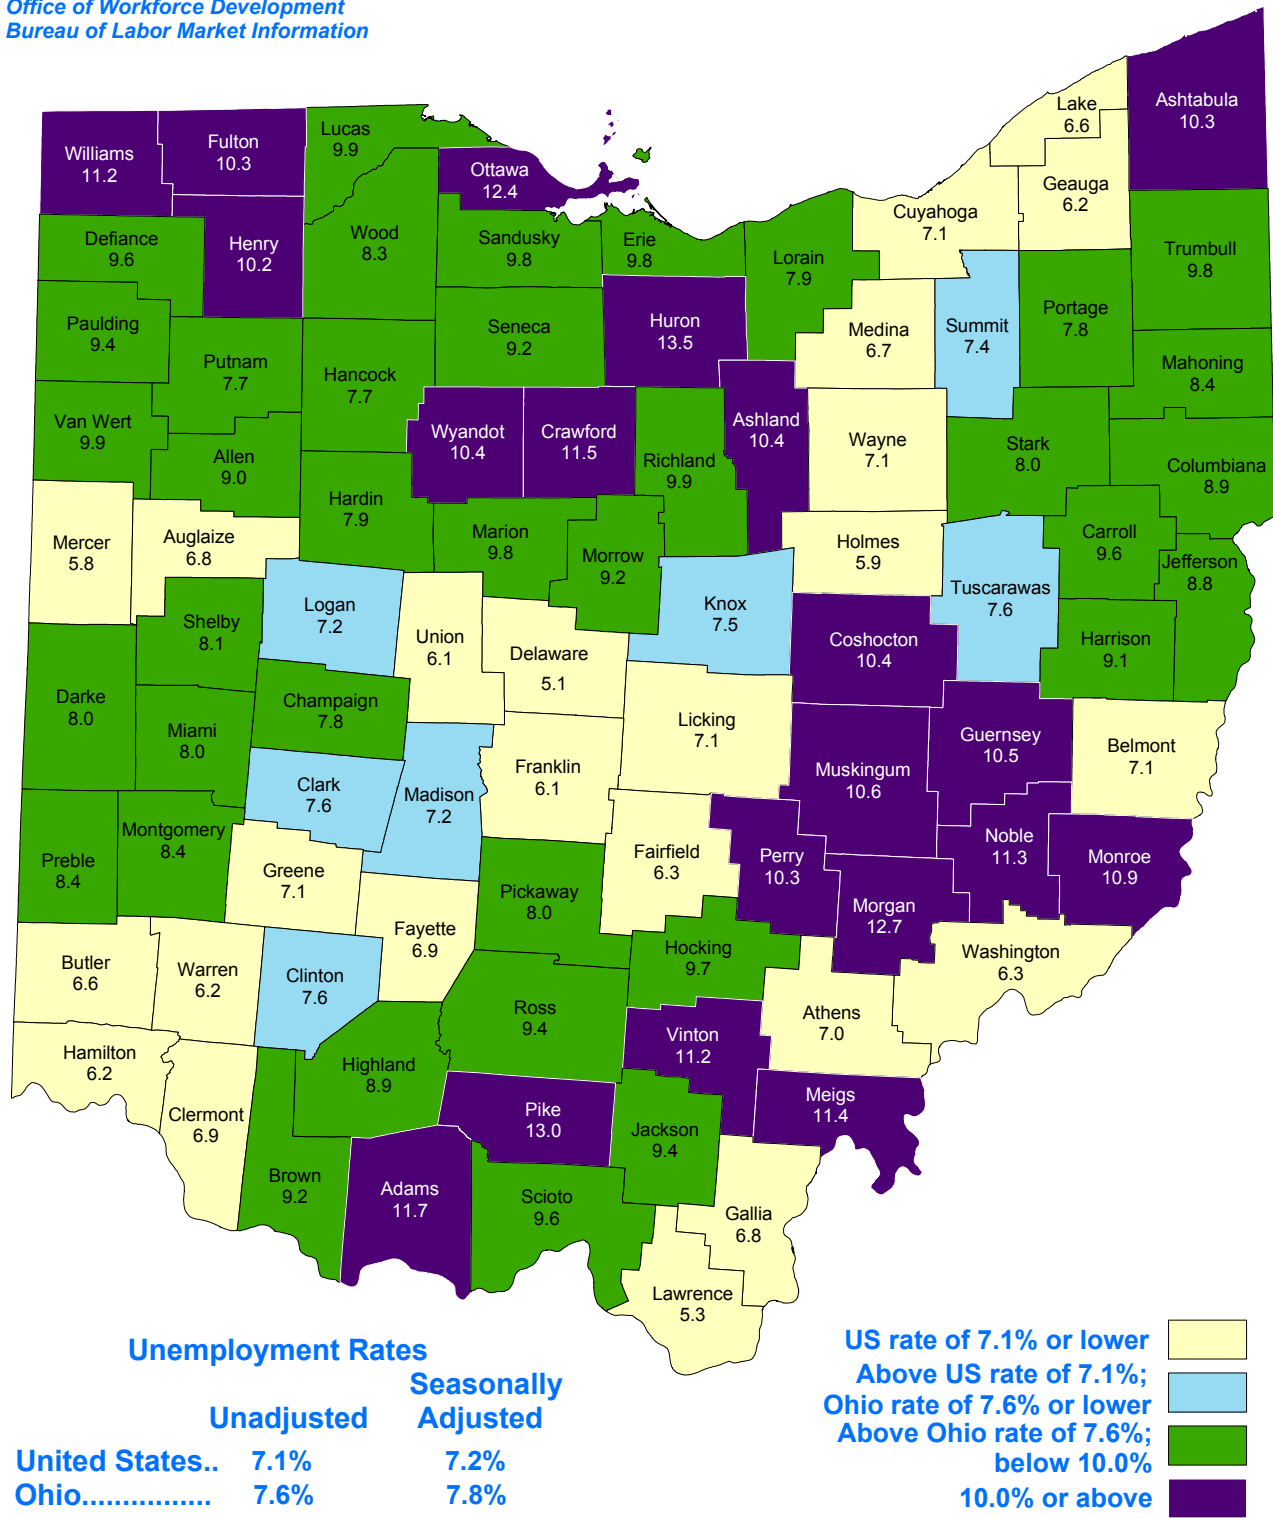 Office of Workforce Development
Bureau of Labor Market Information
Lake
6.6
Ashtabula
10.3
Lucas
9.9
Fulton
10.3
Williams
11.2
Ottawa
12.4
Geauga
6.2
Cuyahoga
7.1
Wood
8.3
Defiance
9.6
Henry
10.2
Sandusky
9.8
Erie
9.8
Lorain
7.9
Trumbull
9.8
Portage
7.8
Paulding
9.4
Seneca
9.2
Huron
13.5
Medina
6.7
Summit
7.4
Putnam
7.7
Hancock
7.7
Mahoning
8.4
Van Wert
9.9
Wyandot
10.4
Crawford
11.5
Ashland
10.4
Wayne
7.1
Stark
8.0
Allen
9.0
Richland
9.9
Columbiana
8.9
Hardin
7.9
Mercer
5.8
Auglaize
6.8
Marion
9.8
Morrow
9.2
Holmes
5.9
Carroll
9.6
Jefferson
8.8
Tuscarawas
7.6
Logan
7.2
Knox
7.5
Shelby
8.1
Union
6.1
Delaware
5.1
Coshocton
10.4
Harrison
9.1
Darke
8.0
Champaign
7.8
Miami
8.0
Licking
7.1
Guernsey
10.5
Belmont
7.1
Franklin
6.1
Muskingum
10.6
Clark
7.6
Madison
7.2
Montgomery
8.4
Preble
8.4
Greene
7.1
Fairfield
6.3
Perry
10.3
Noble
11.3
Monroe
10.9
Pickaway
8.0
Morgan
12.7
Fayette
6.9
Hocking
9.7
Washington
6.3
Butler
6.6
Warren
6.2
Clinton
7.6
Ross
9.4
Athens
7.0
Vinton
11.2
Hamilton
6.2
Highland
8.9
Meigs
11.4
Clermont
6.9
Pike
13.0
Jackson
9.4
Brown
9.2
Adams
11.7
Scioto
9.6
Gallia
6.8
Lawrence
5.3
Unemployment Rates
Seasonally
Unadjusted Adjusted
United States.. 7.1% 7.2%
Ohio................ 7.6% 7.8%
US rate of 7.1% or lower
Above US rate of 7.1%;
Ohio rate of 7.6% or lower
Above Ohio rate of 7.6%;
below 10.0%
10.0% or above